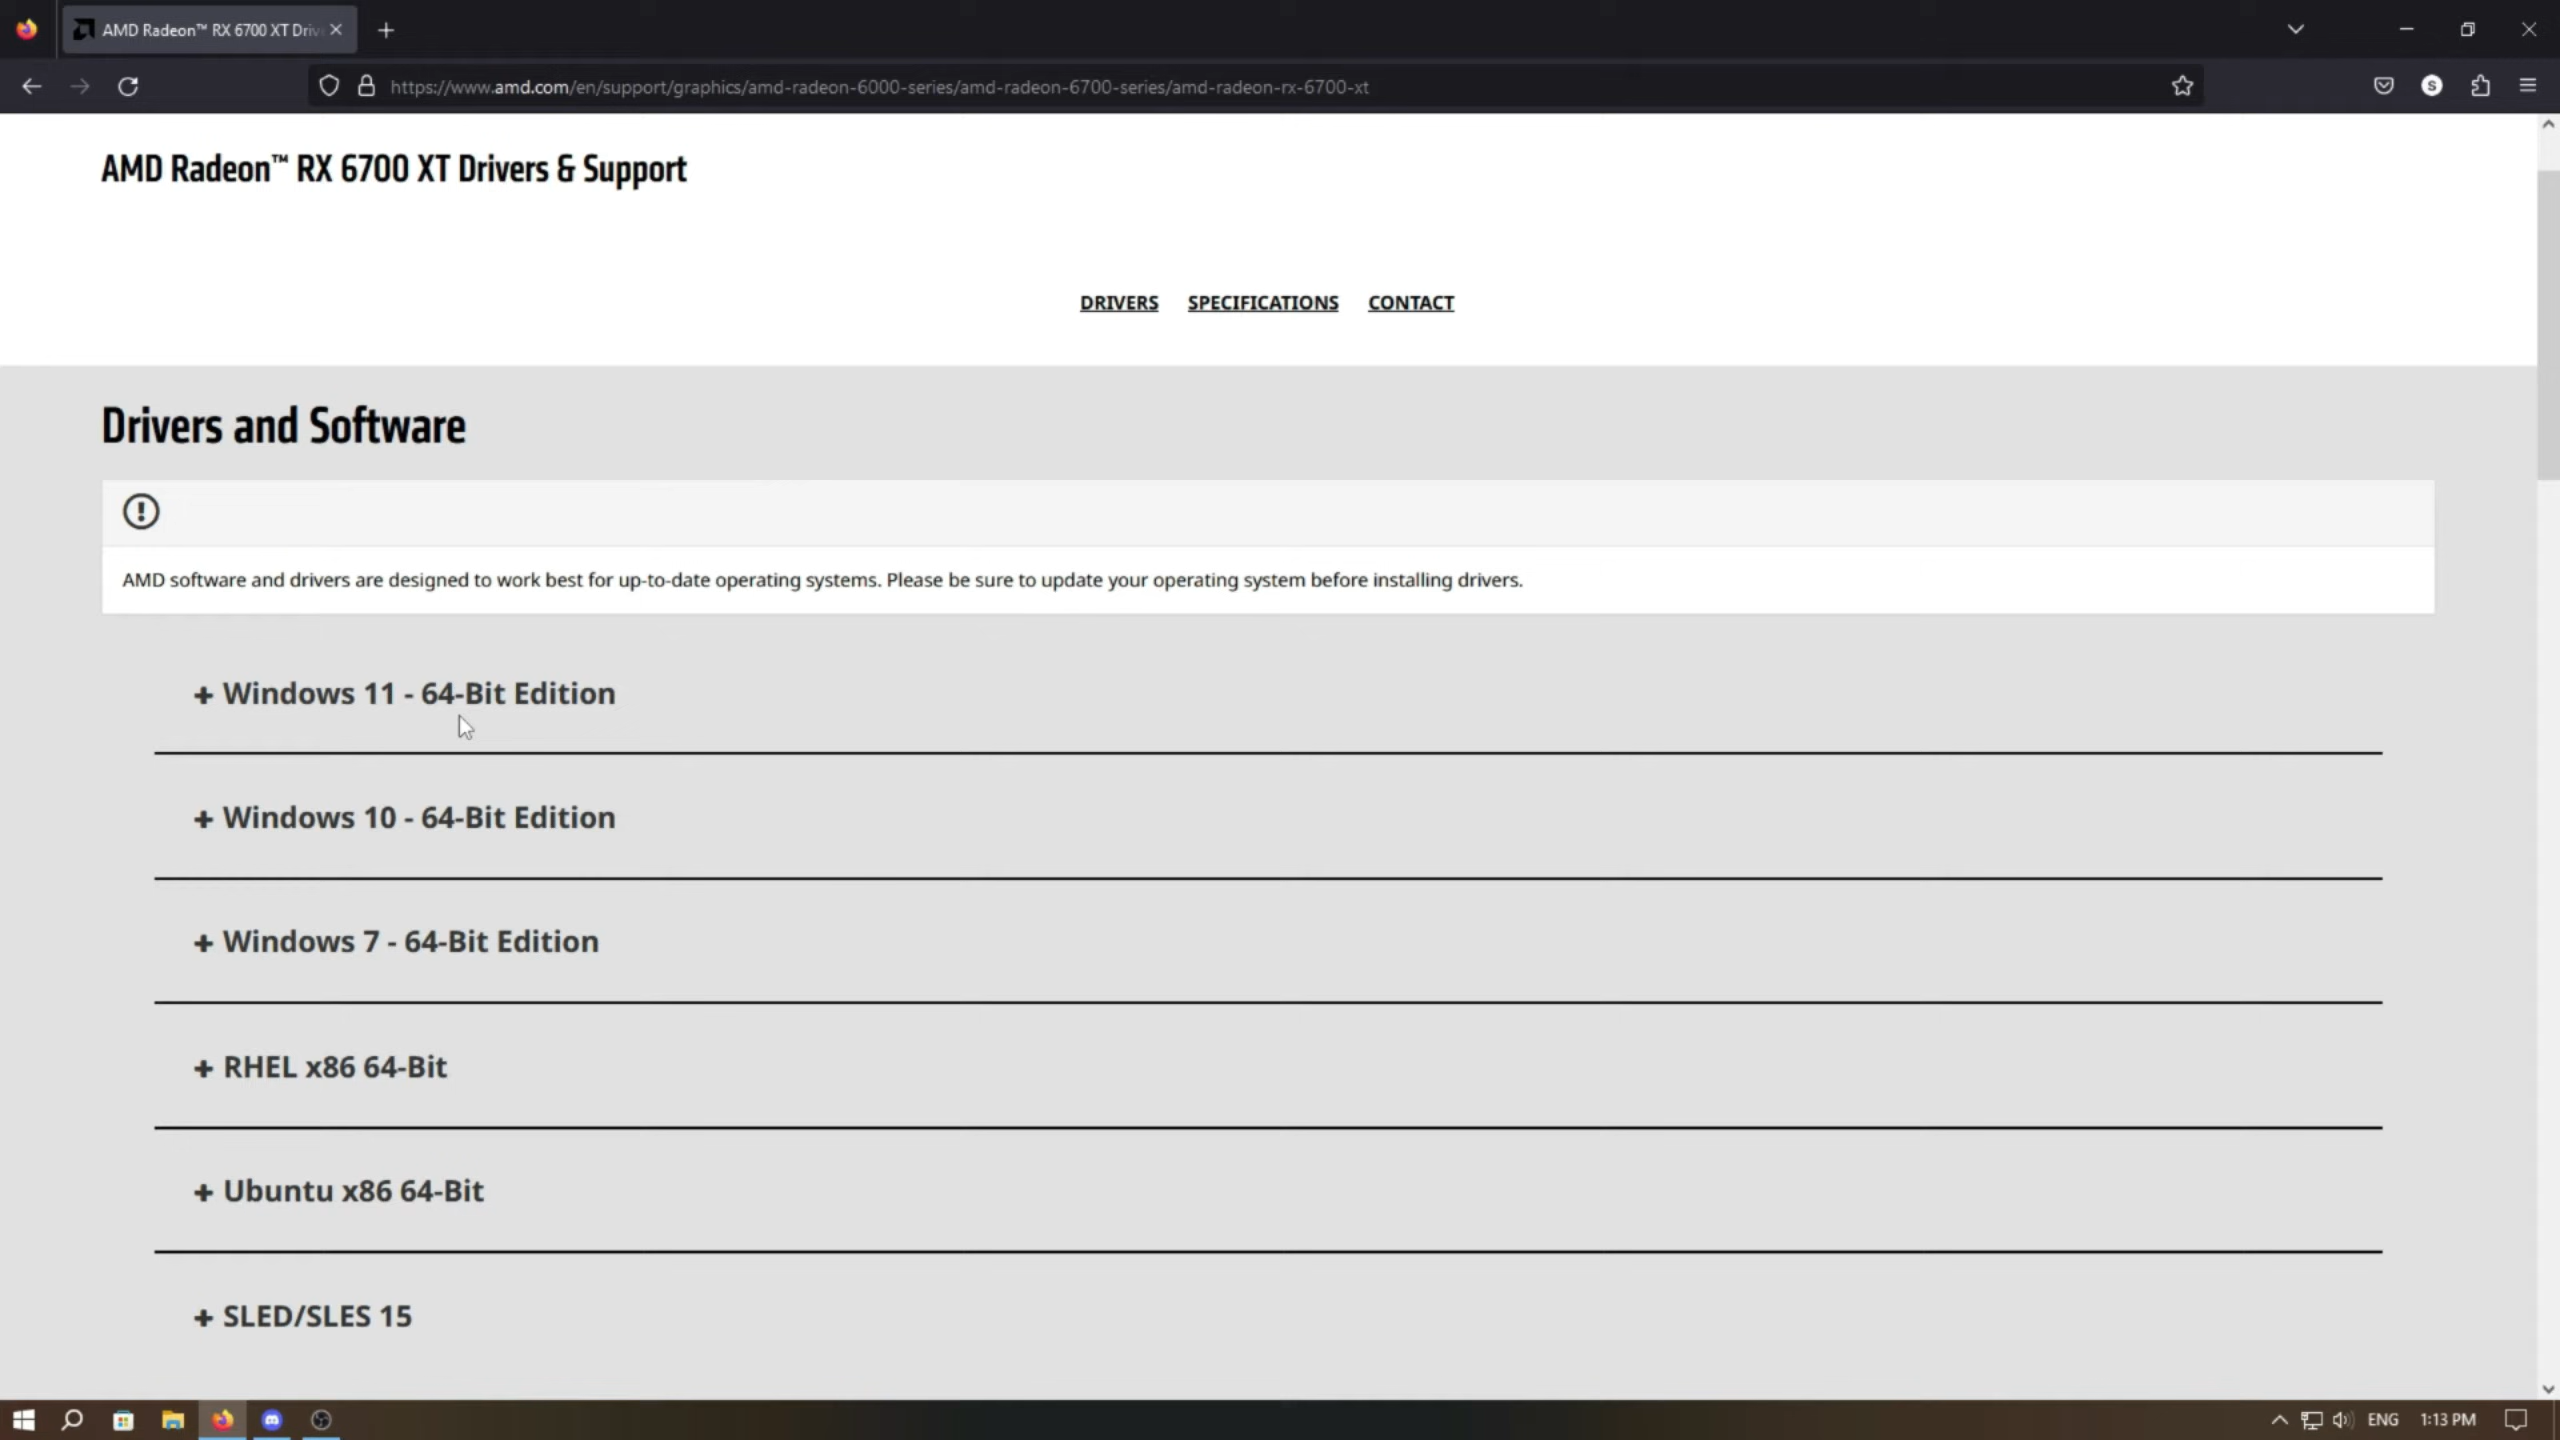 AMD Radeon™ RX 6700 XT Driv
https://www.amd.com/en/support/graphics/amd-radeon-6000-series/amd-radeon-6700-series/amd-radeon-rx-6700-xt
S
AMD Radeon™ RX 6700 XT Drivers & Support
DRIVERS SPECIFICATIONS CONTACT
Drivers and Software
AMD software and drivers are designed to work best for up-to-date operating systems. Please be sure to update your operating system before installing drivers.
+ Windows 11 - 64-Bit Edition
+ Windows 10 - 64-Bit Edition
+ Windows 7 - 64-Bit Edition
+ RHEL x86 64-Bit
+ Ubuntu x86 64-Bit
+ SLED/SLES 15
ENG 1:13 PM